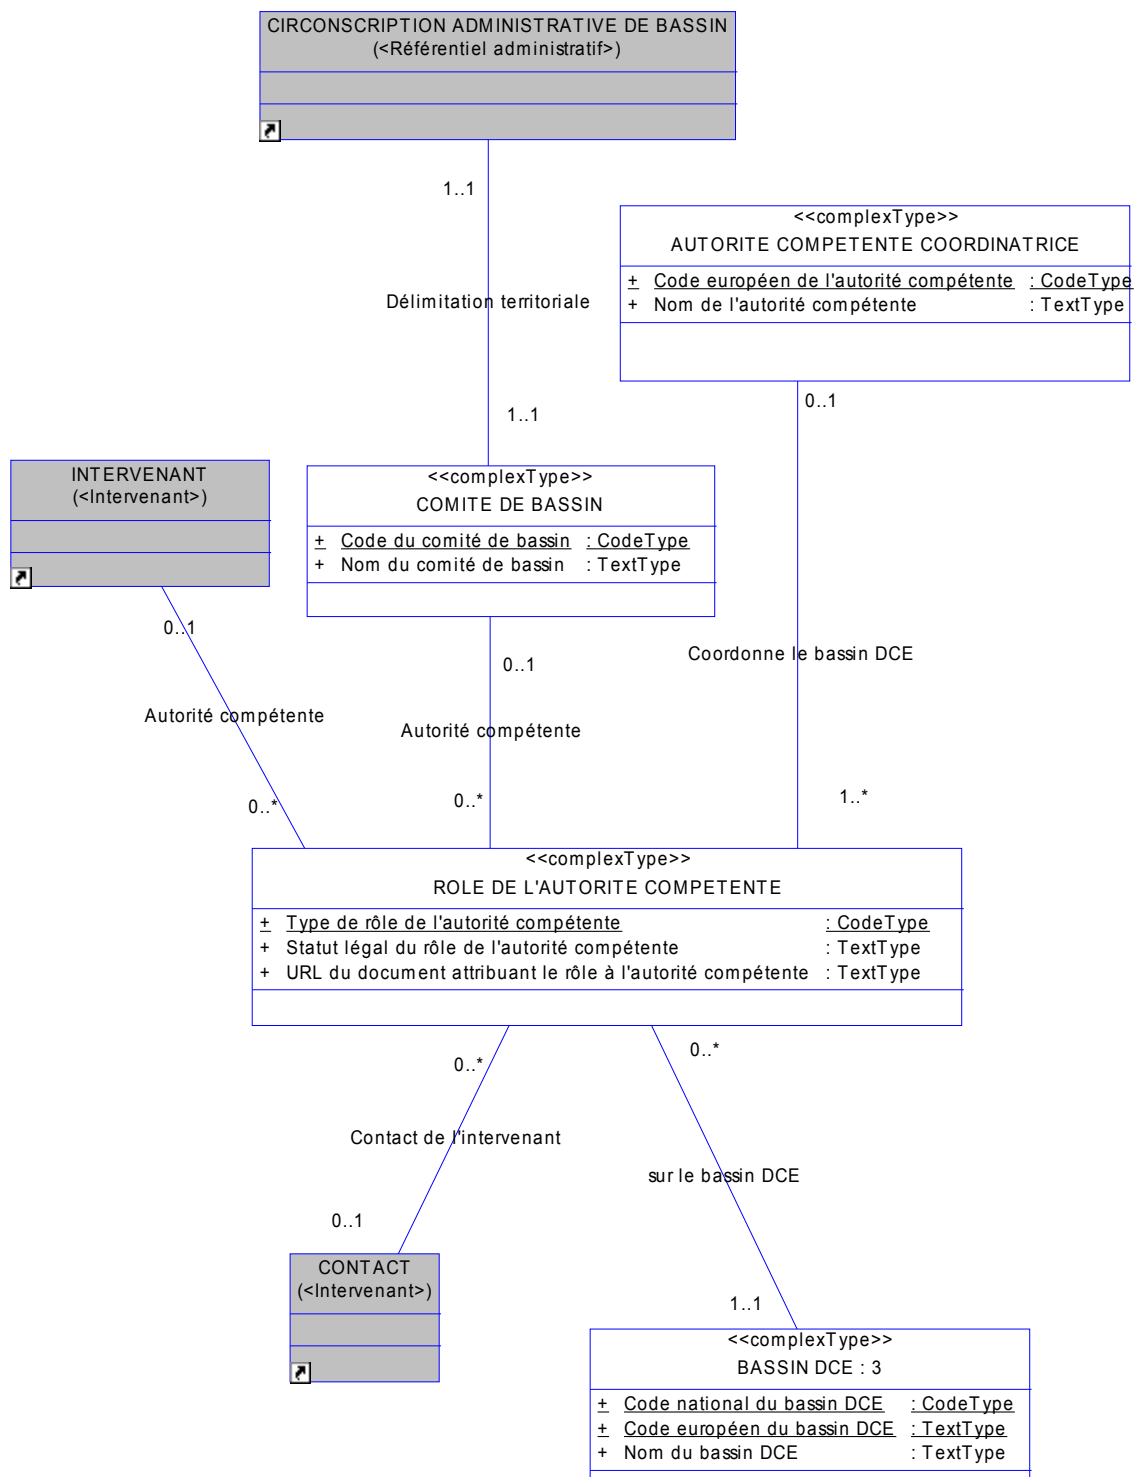 CIRCONSCRIPTION ADMINISTRATIVE DE BASSIN
(<Référentiel administratif>)
1..1
<<complexType>>
AUTORITE COMPETENTE COORDINATRICE
+ Code européen de l'autorité compétente : CodeType
+ Nom de l'autorité compétente : TextType
Délimitation territoriale
0..1
1..1
INTERVENANT
(<Intervenant>)
<<complexType>>
COMITE DE BASSIN
+ Code du comité de bassin : CodeType
+ Nom du comité de bassin : TextType
0..1
0..1
Coordonne le bassin DCE
Autorité compétente
Autorité compétente
0..*
0..*
1..*
<<complexType>>
ROLE DE L'AUTORITE COMPETENTE
+ Type de rôle de l'autorité compétente : CodeType
+ Statut légal du rôle de l'autorité compétente : TextType
+ URL du document attribuant le rôle à l'autorité compétente : TextType
0..*
0..*
Contact de l'intervenant
sur le bassin DCE
0..1
CONTACT
(<Intervenant>)
1..1
<<complexType>>
BASSIN DCE : 3
+ Code national du bassin DCE : CodeType
+ Code européen du bassin DCE : TextType
+ Nom du bassin DCE : TextType